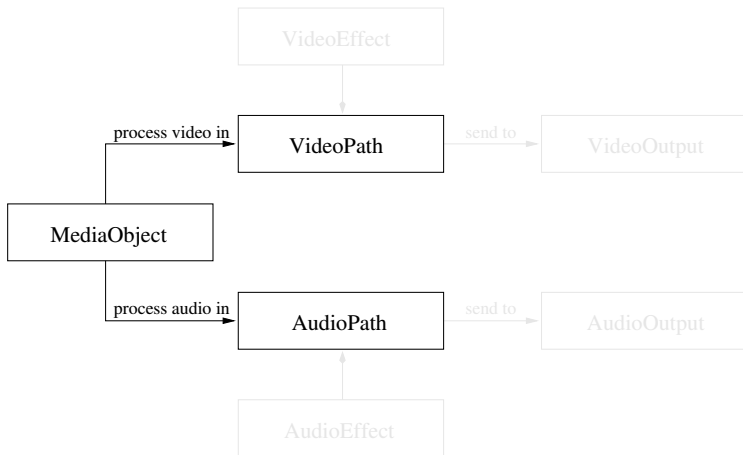 VideoEffect
process video in
VideoPath
send to
VideoOutput
MediaObject
process audio in
AudioPath
send to
AudioOutput
AudioEffect